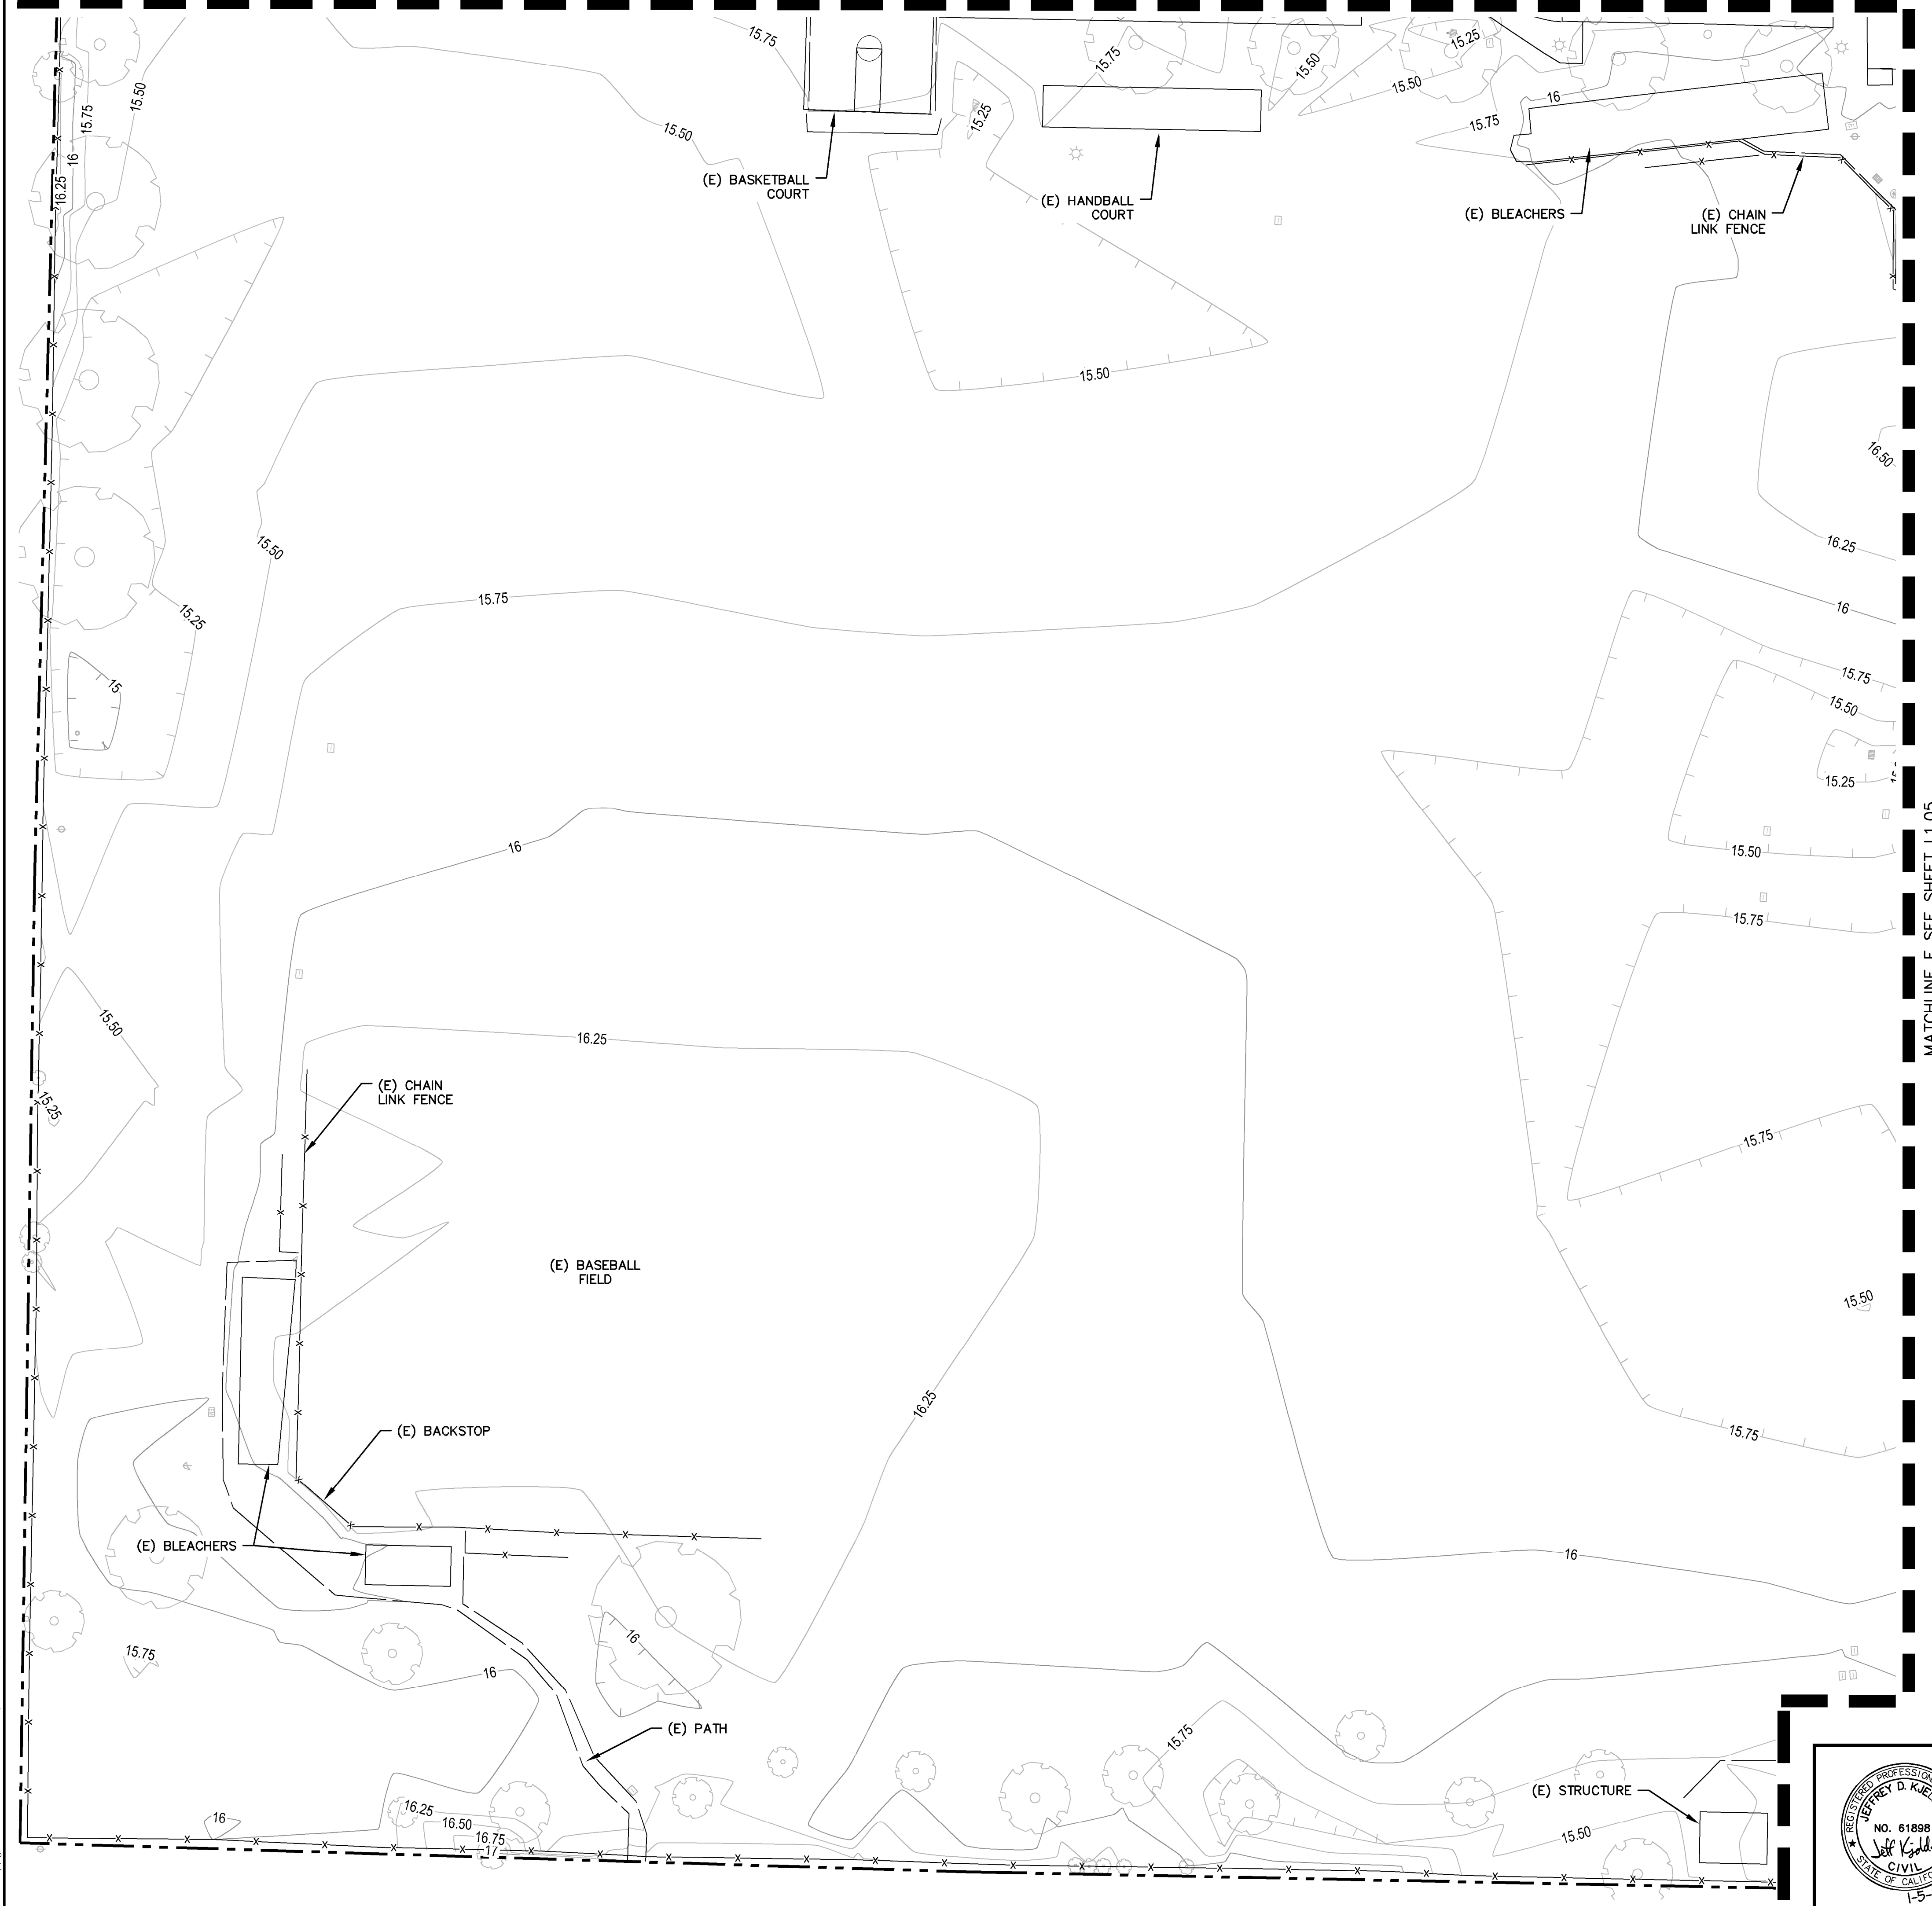 15.75
15.75
15.50
15.25
15.50
15.75
15.50
16
16.25
15.50
15.25
15.50
15.75
16
(E) BASKETBALL
COURT
(E) HANDBALL
COURT
(E) BLEACHERS
(E) CHAIN
LINK FENCE
15.50
16.50
16.25
15.50
15.75
16
15.25
15
15.75
15.50
15.25
16
15.50
15.75
MATCHLINE E SEE SHEET L1.05
15.50
16.25
15.25
(E) CHAIN
LINK FENCE
15.75
(E) BASEBALL
FIELD
15.50
16.25
(E) BACKSTOP
15.75
(E) BLEACHERS
16
16
15.75
16
(E) PATH
15.75
(E) STRUCTURE
16
16.25
16.50
16.75
17
15.50
JEFFREY D.
NO. 61898
CIVIL